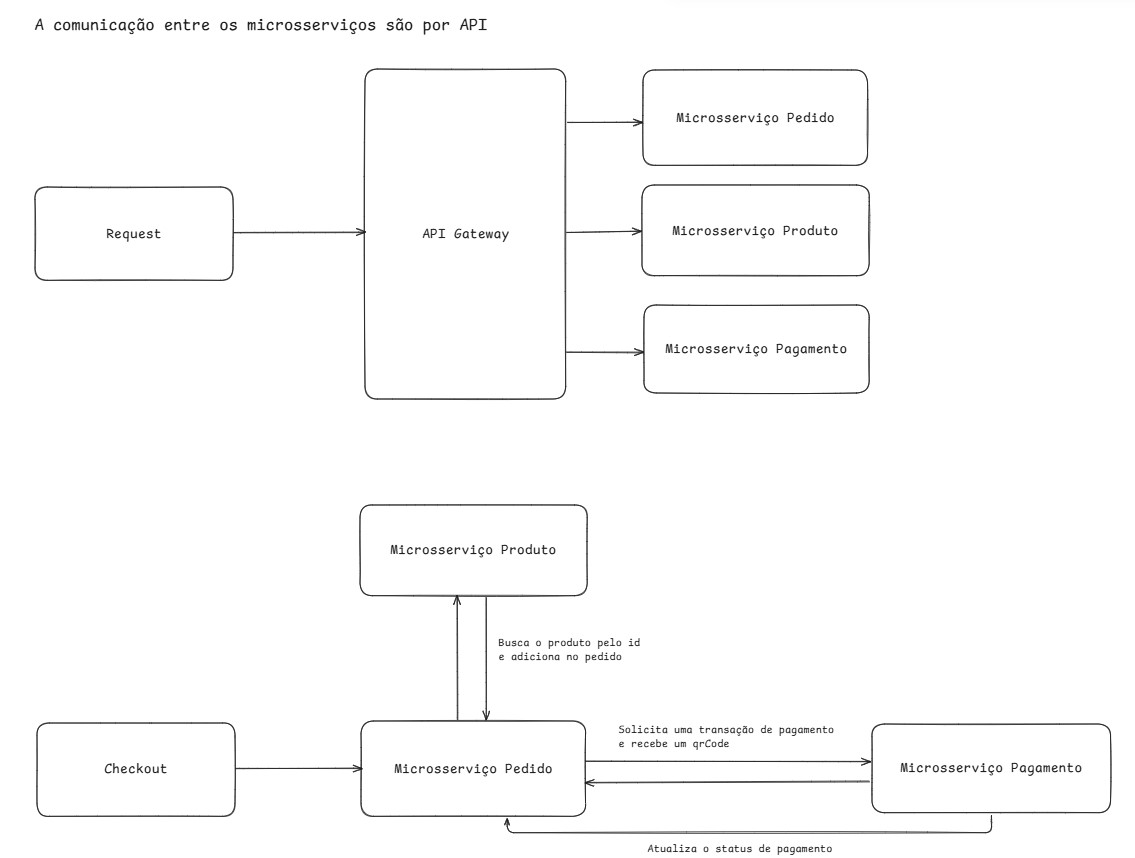 A comunicação entre os microsserviços são por API
Microsserviço Pedido
Request
API Gateway
Microsserviço Produto
Microsserviço Pagamento
Microsserviço Produto
Busca o produto pelo id
e adiciona no pedido
Solicita uma transação de pagamento
e recebe um qrCode
Checkout
Microsserviço Pedido
Microsserviço Pagamento
Atualiza o status de pagamento